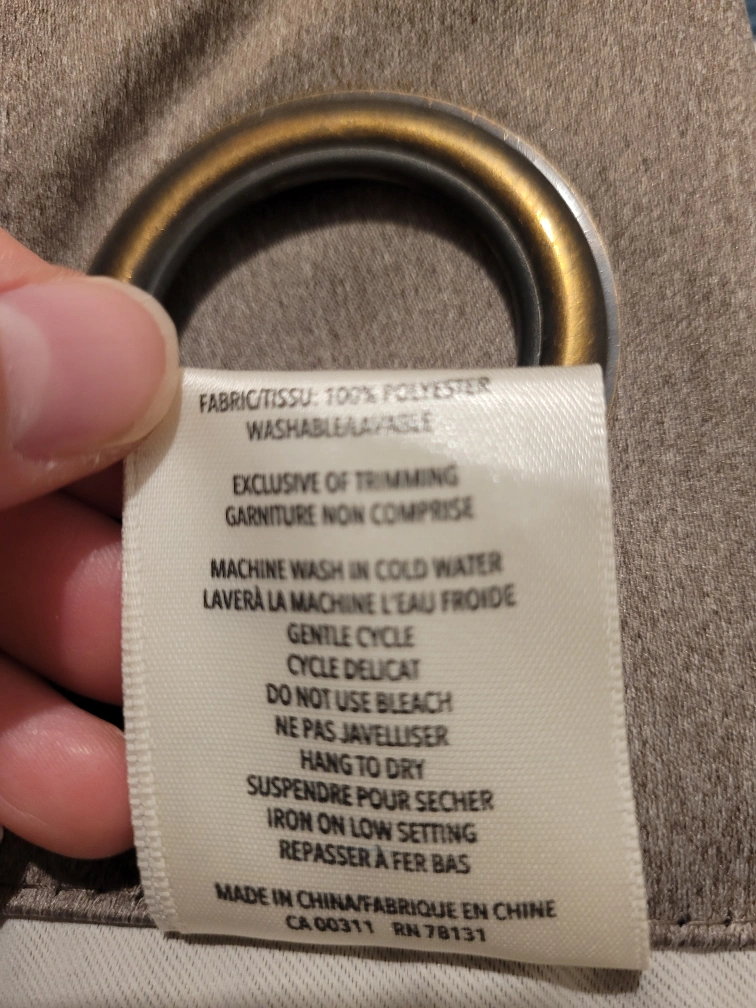 FABRIC/TISSU: 100% POLYESTER
WASHABLE/LAVABLE
EXCLUSIVE OF TRIMMING
GARNITURE NON COMPRISE
MACHINE WASH IN COLD WATER
LAVERÀ LA MACHINE L'EAU FROIDE
GENTLE CYCLE
CYCLE DELICAT
DO NOT USE BLEACH
NE PAS JAVELLISER
HANG TO DRY
SUSPENDRE POUR SECHER
IRON ON LOW SETTING
REPASSER À FER BAS
MADE IN CHINA/FABRIQUE EN CHINE
CA 00311 RN 78131